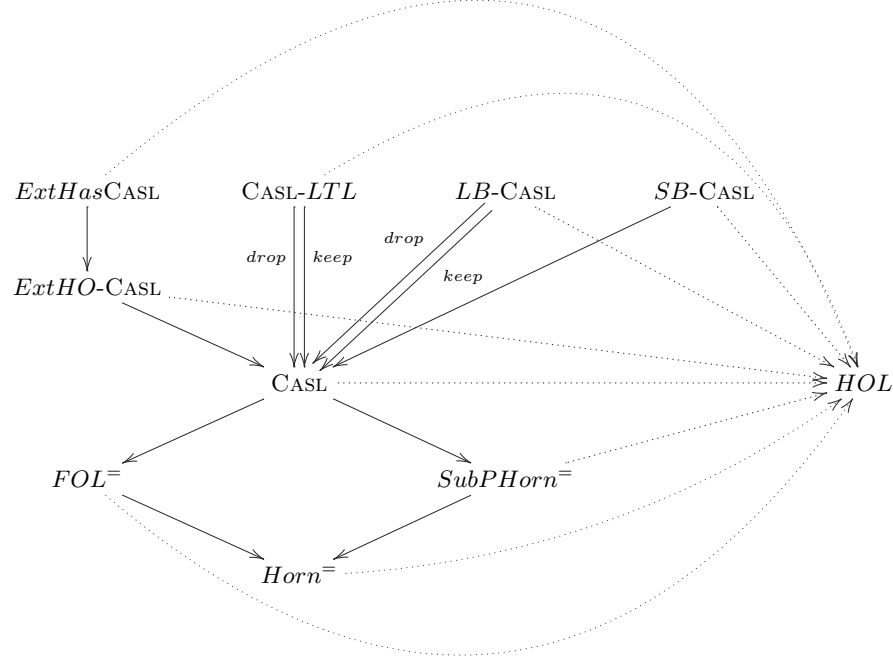 ExtHasCASL CASL-LTL LB-CASL SB-CASL
drop
drop keep
keep
ExtHO-CASL
CASL HOL
FOL= SubPHorn=
Horn=